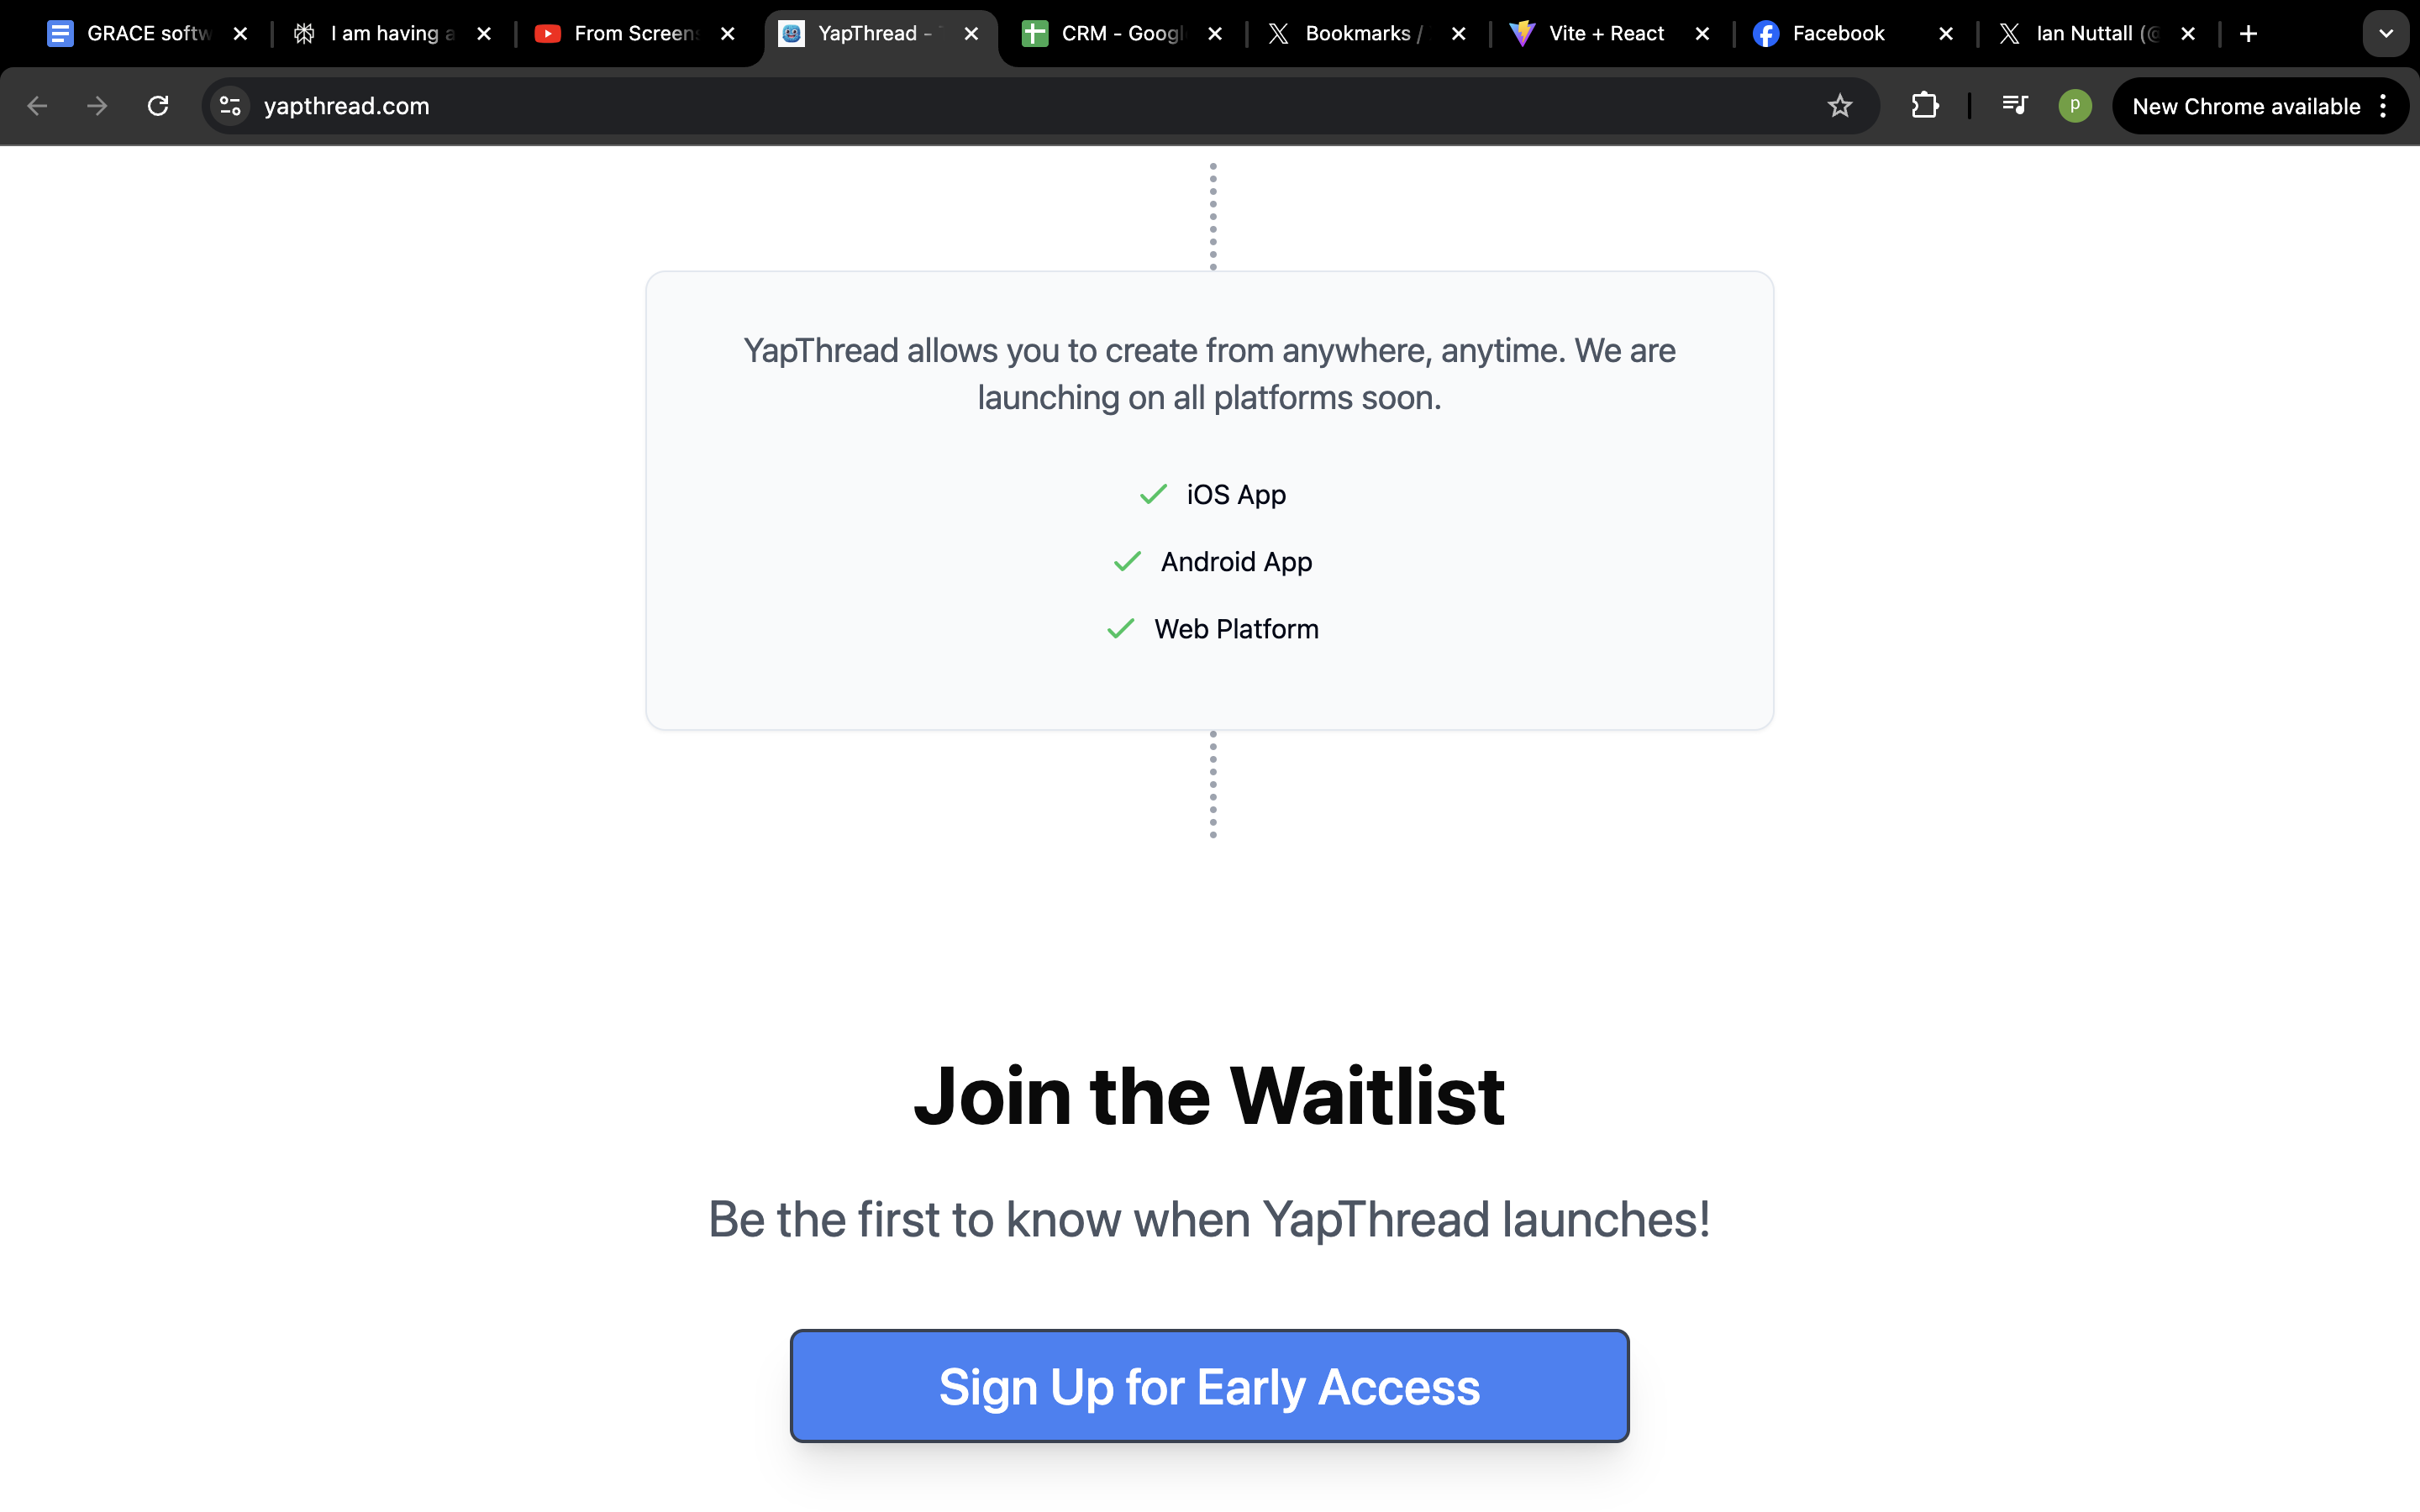 GRACE softw
I am having a
From Screens
YapThread -
CRM - Googl
Bookmarks /
Vite + React
Facebook
Ian Nuttall (@
yapthread.com
P
New Chrome available
YapThread allows you to create from anywhere, anytime. We are
launching on all platforms soon.
iOS App
Android App
Web Platform
Join the Waitlist
Be the first to know when YapThread launches!
Sign Up for Early Access